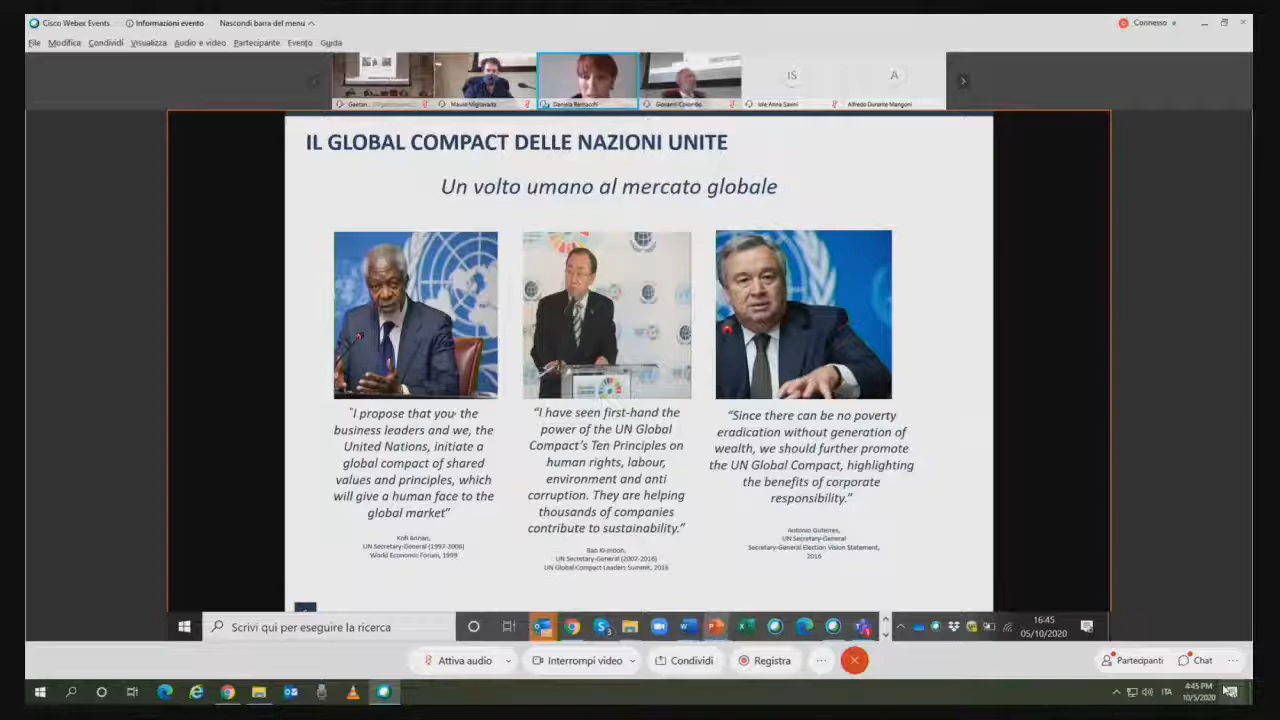 Cisco Webex Events
Informazioni evento
Nascondi barra del menu
Connesso
File Modifica Condividi Visualizza Audio e video Partecipante Evento Guida
Mauro Migravada
Daniela Bernacchi
Giovanni Colombo
Iole Anna Savini
Alfredo Durante Mangoni
IS
A
IL GLOBAL COMPACT DELLE NAZIONI UNITE
Un volto umano al mercato globale
"I propose that you, the
business leaders and we, the
United Nations, initiate a
global compact of shared
values and principles, which
will give a human face to the
global market”
Kofi Annan,
UN Secretary-General (1997-2006)
World Economic Forum, 1999
“I have seen first-hand the
power of the UN Global
Compact’s Ten Principles on
human rights, labour,
environment and anti
corruption. They are helping
thousands of companies
contribute to sustainability.”
Ban Ki-moon,
UN Secretary-General (2007-2016)
UN Global Compact Leaders Summit,
“Since there can be no poverty
eradication without generation of
wealth, we should further promote
the UN Global Compact, highlighting
the benefits of corporate
responsibility.”
Antonio Guterres,
UN Secretary-General
Secretary-General Election Vision Statement,
2016
Scrivi qui per eseguire la ricerca
16:45
05/10/2020
Attiva audio
Interrompi video
Condividi
Registra
Partecipanti
Chat
ITA
4:45 PM
10/5/2020